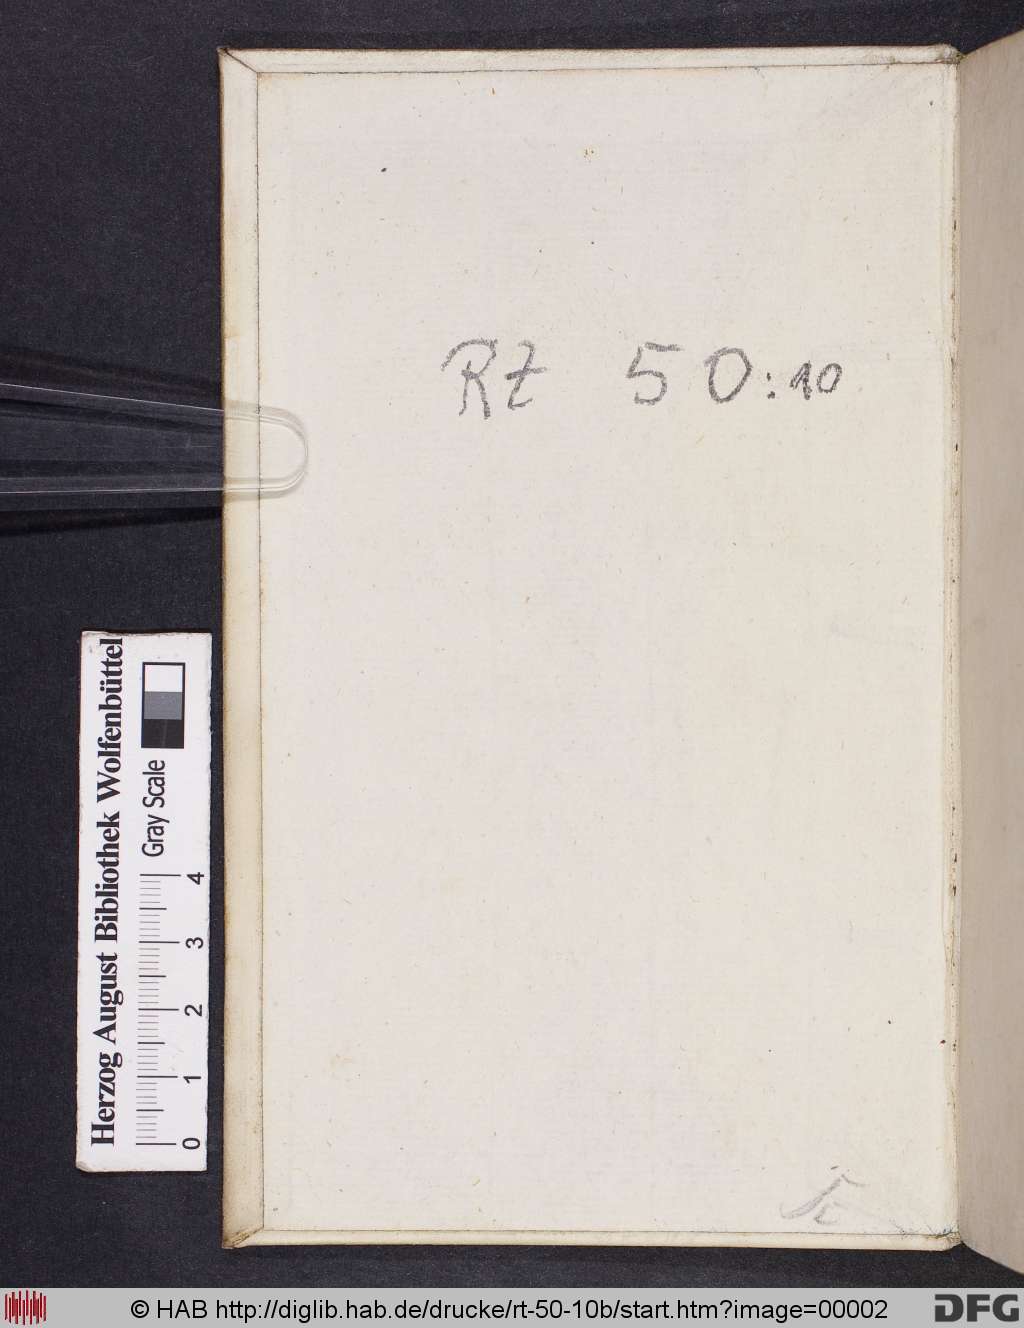 Rt 50:10
Herzog August Bibliothek Wolfenbüttel
Gray Scale
0 1 2 3 4
© HAB http://diglib.hab.de/drucke/rt-50-10b/start.htm?image=00002
DFG